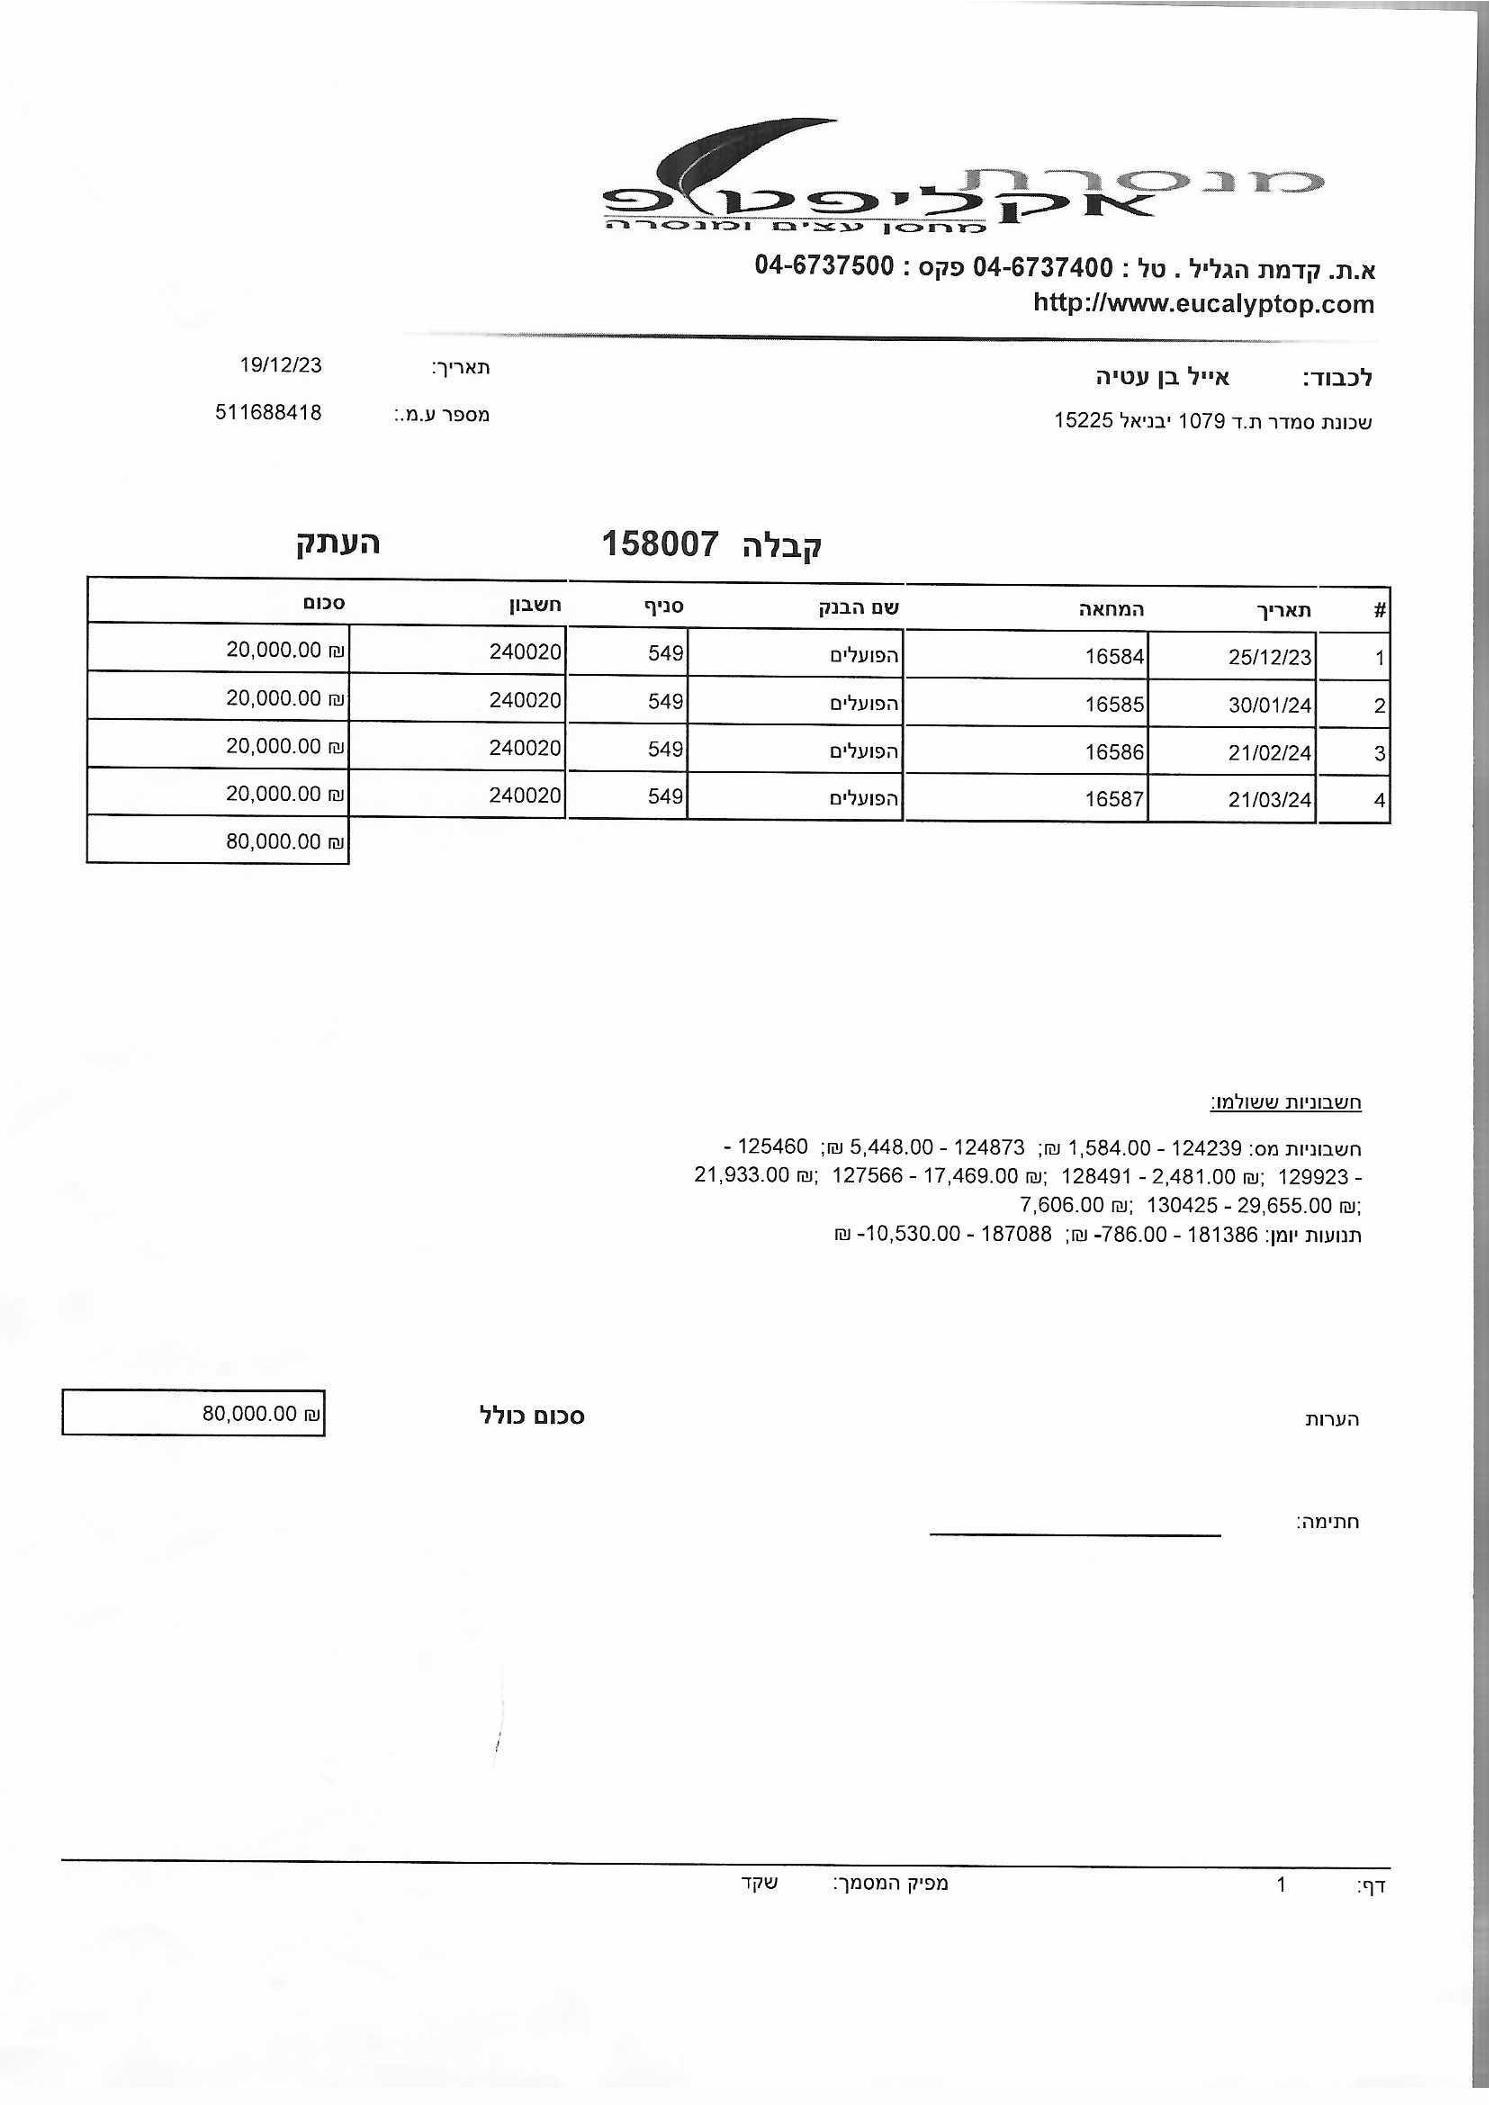 מנסרת
אקליפטופ
מחסן עצים ומנסרה
א.ת. קדמת הגליל . טל : 04-6737400 פקס : 04-6737500
http://www.eucalyptop.com
לכבוד: אייל בן עטיה תאריך: 19/12/23
שכונת סמדר ת.ד 1079 יבניאל 15225 מספר ע.מ.: 511688418
קבלה 158007 העתק
# תאריך המחאה שם הבנק סניף חשבון סכום
1 25/12/23 16584 הפועלים 549 240020 20,000.00 ₪
2 30/01/24 16585 הפועלים 549 240020 20,000.00 ₪
3 21/02/24 16586 הפועלים 549 240020 20,000.00 ₪
4 21/03/24 16587 הפועלים 549 240020 20,000.00 ₪
80,000.00 ₪
חשבוניות ששולמו:
חשבוניות מס: 124239 - 1,584.00 ₪; 124873 - 5,448.00 ₪; 125460 -
21,933.00 ₪; 127566 - 17,469.00 ₪; 128491 - 2,481.00 ₪; 129923 -
7,606.00 ₪; 130425 - 29,655.00 ₪;
תנועות יומן: 181386 - 786.00- ₪; 187088 - 10,530.00- ₪
הערות סכום כולל 80,000.00 ₪
חתימה:
דף: 1 מפיק המסמך: שקד